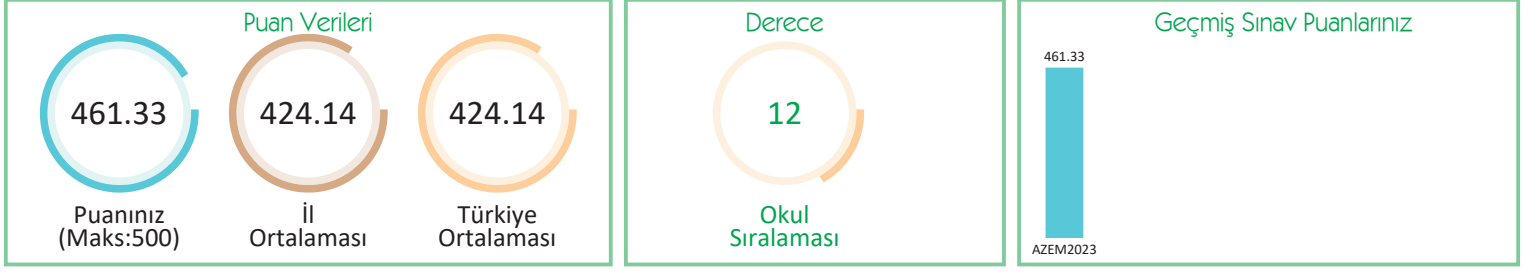 Puan Verileri
461.33
424.14
424.14
Puanınız
(Maks:500)
İl
Ortalaması
Türkiye
Ortalaması
Derece
12
Okul
Sıralaması
Geçmiş Sınav Puanlarınız
461.33
AZEM2023